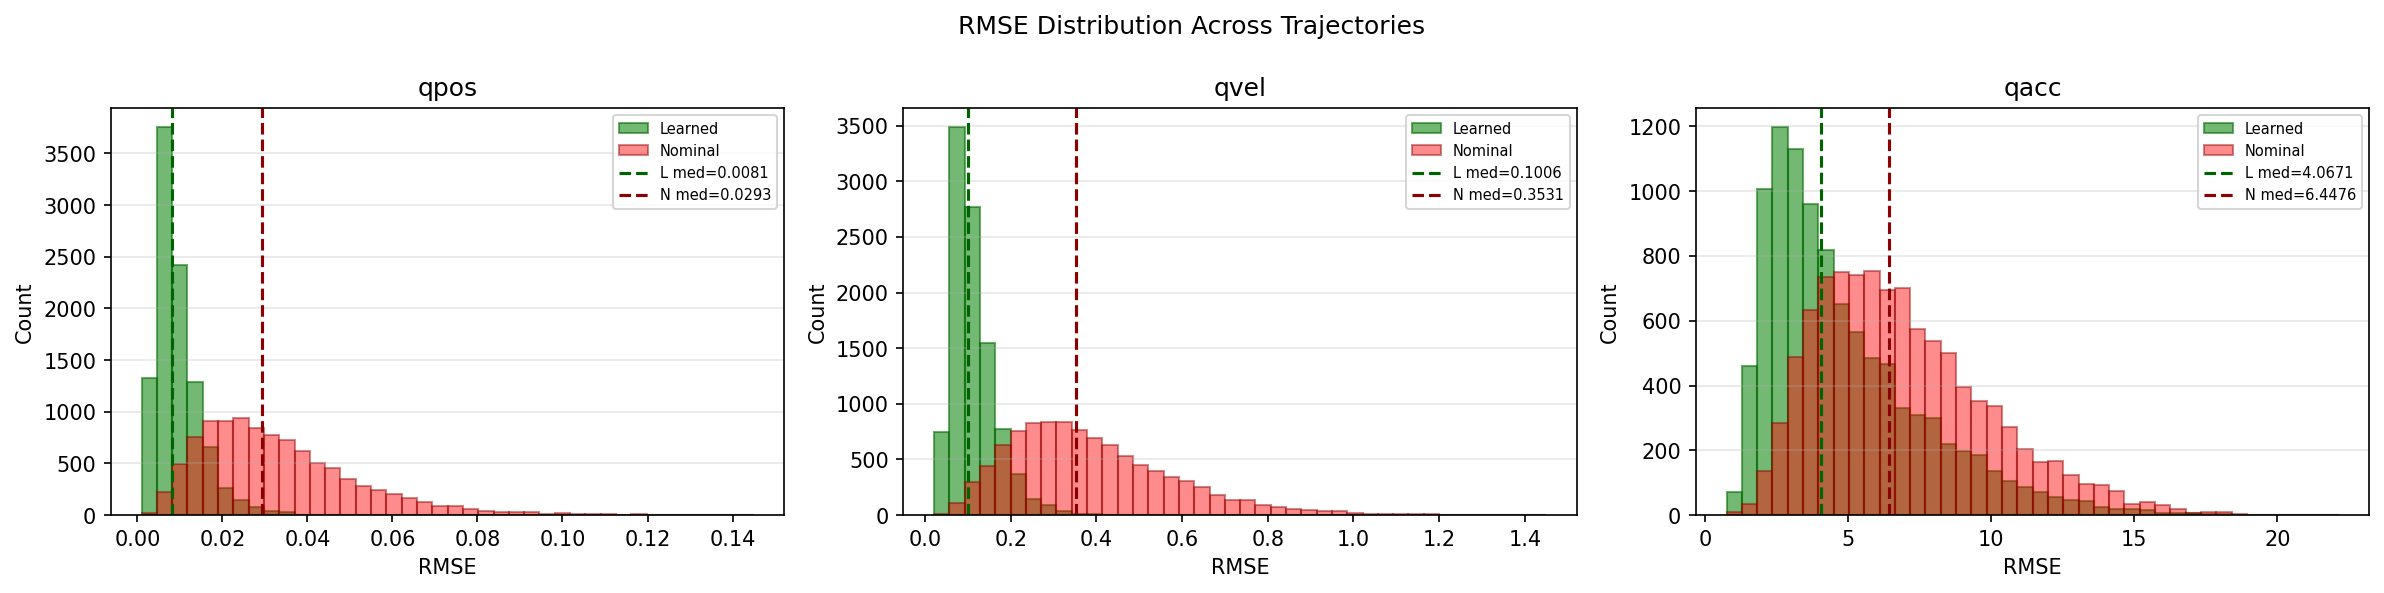 RMSE Distribution Across Trajectories
qpos
Count
3500
3000
2500
2000
1500
1000
500
0
0.00 0.02 0.04 0.06 0.08 0.10 0.12 0.14
RMSE
Learned
Nominal
L med=0.0081
N med=0.0293
qvel
Count
3500
3000
2500
2000
1500
1000
500
0
0.0 0.2 0.4 0.6 0.8 1.0 1.2 1.4
RMSE
Learned
Nominal
L med=0.1006
N med=0.3531
qacc
Count
1200
1000
800
600
400
200
0
0 5 10 15 20
RMSE
Learned
Nominal
L med=4.0671
N med=6.4476